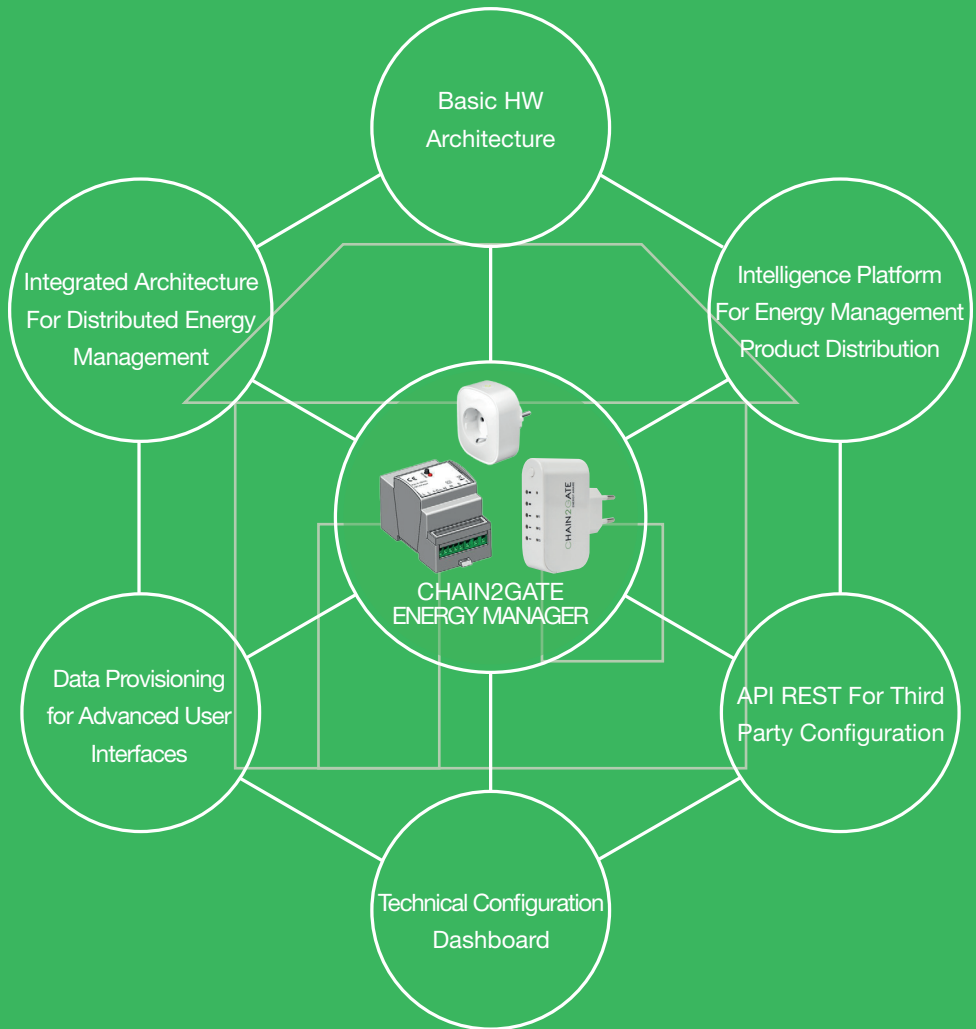 Basic HW
Architecture
Integrated Architecture
For Distributed Energy
Management
Intelligence Platform
For Energy Management
Product Distribution
CHAIN2GATE
CHAIN2GATE
ENERGY MANAGER
Data Provisioning
for Advanced User
Interfaces
API REST For Third
Party Configuration
Technical Configuration
Dashboard